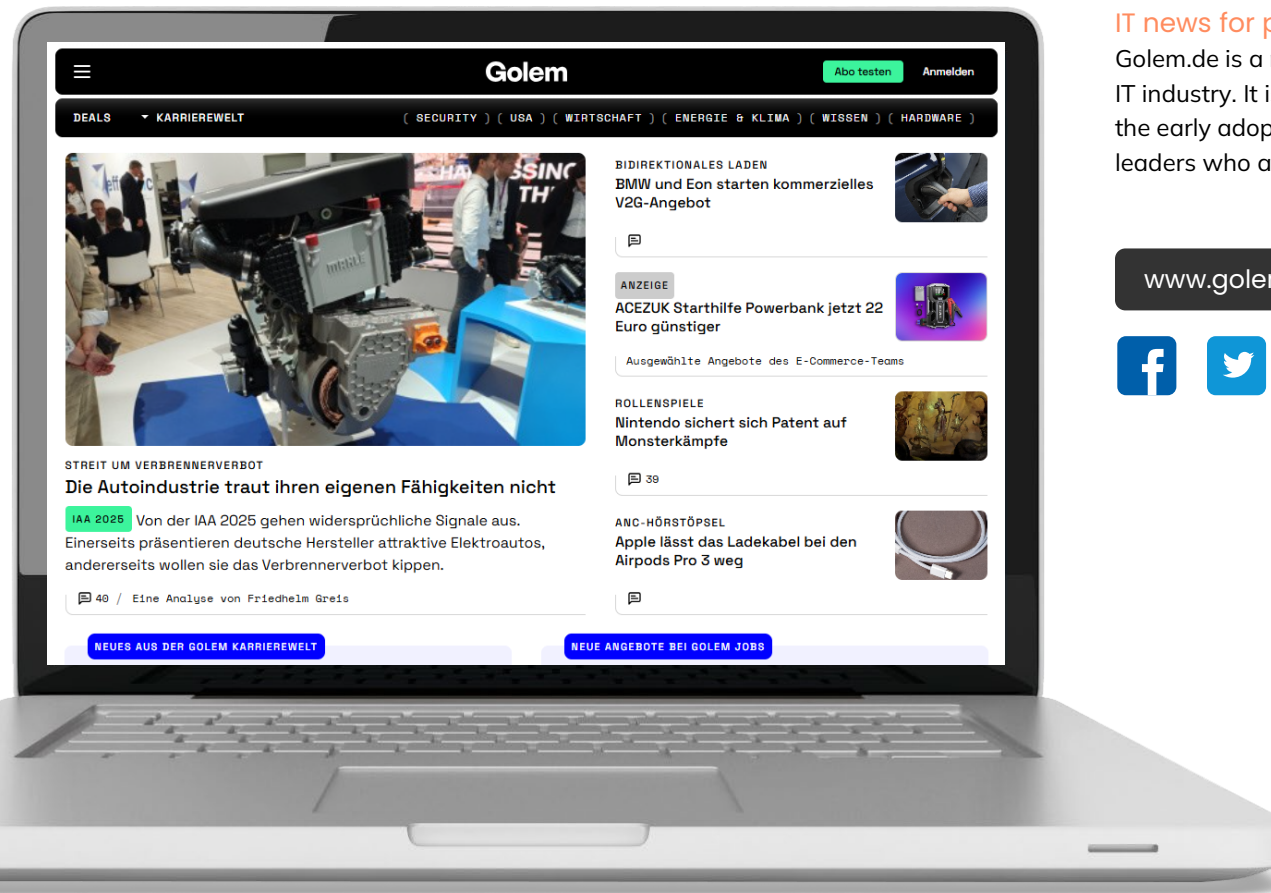 Golem
Abo testen
Anmelden
DEALS
KARRIEREWELT
( SECURITY ) ( USA ) ( WIRTSCHAFT ) ( ENERGIE & KLIMA ) ( WISSEN ) ( HARDWARE )
MAHLE
STREIT UM VERBRENNERVERBOT
Die Autoindustrie traut ihren eigenen Fähigkeiten nicht
IAA 2025 Von der IAA 2025 gehen widersprüchliche Signale aus.
Einerseits präsentieren deutsche Hersteller attraktive Elektroautos,
andererseits wollen sie das Verbrennerverbot kippen.
40 / Eine Analyse von Friedhelm Greis
BIDIREKTIONALES LADEN
BMW und Eon starten kommerzielles
V2G-Angebot
ANZEIGE
ACEZUK Starthilfe Powerbank jetzt 22
Euro günstiger
Ausgewählte Angebote des E-Commerce-Teams
ROLLENSPIELE
Nintendo sichert sich Patent auf
Monsterkämpfe
39
ANC-HÖRSTÖPSEL
Apple lässt das Ladekabel bei den
Airpods Pro 3 weg
NEUES AUS DER GOLEM KARRIEREWELT
NEUE ANGEBOTE BEI GOLEM JOBS
IT news for
Golem.de is a
IT industry. It
the early
leaders who